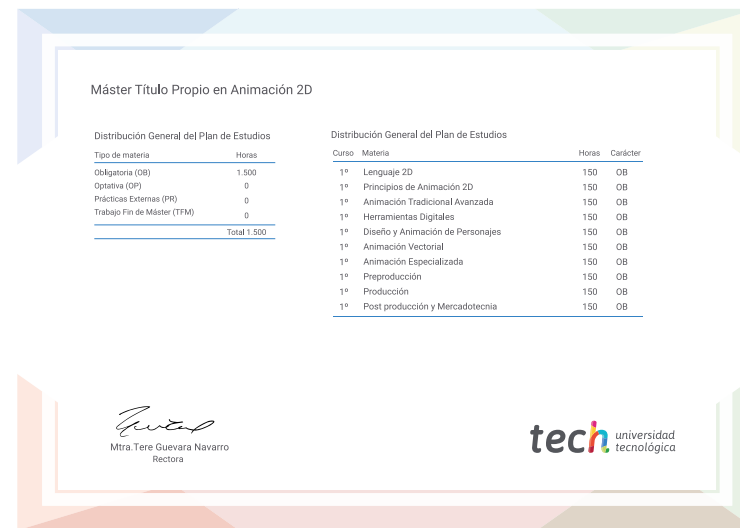 Máster Título Propio en Animación 2D
Distribución General del Plan de Estudios
Tipo de materia Horas
Obligatoria (OB) 1.500
Optativa (OP) 0
Prácticas Externas (PR) 0
Trabajo Fin de Máster (TFM) 0
Total 1.500
Distribución General del Plan de Estudios
Curso Materia Horas Carácter
1º Lenguaje 2D 150 OB
1º Principios de Animación 2D 150 OB
1º Animación Tradicional Avanzada 150 OB
1º Herramientas Digitales 150 OB
1º Diseño y Animación de Personajes 150 OB
1º Animación Vectorial 150 OB
1º Animación Especializada 150 OB
1º Preproducción 150 OB
1º Producción 150 OB
1º Post producción y Mercadotecnia 150 OB
Mtra.Tere Guevara Navarro
Rectora
tech universidad
tecnológica